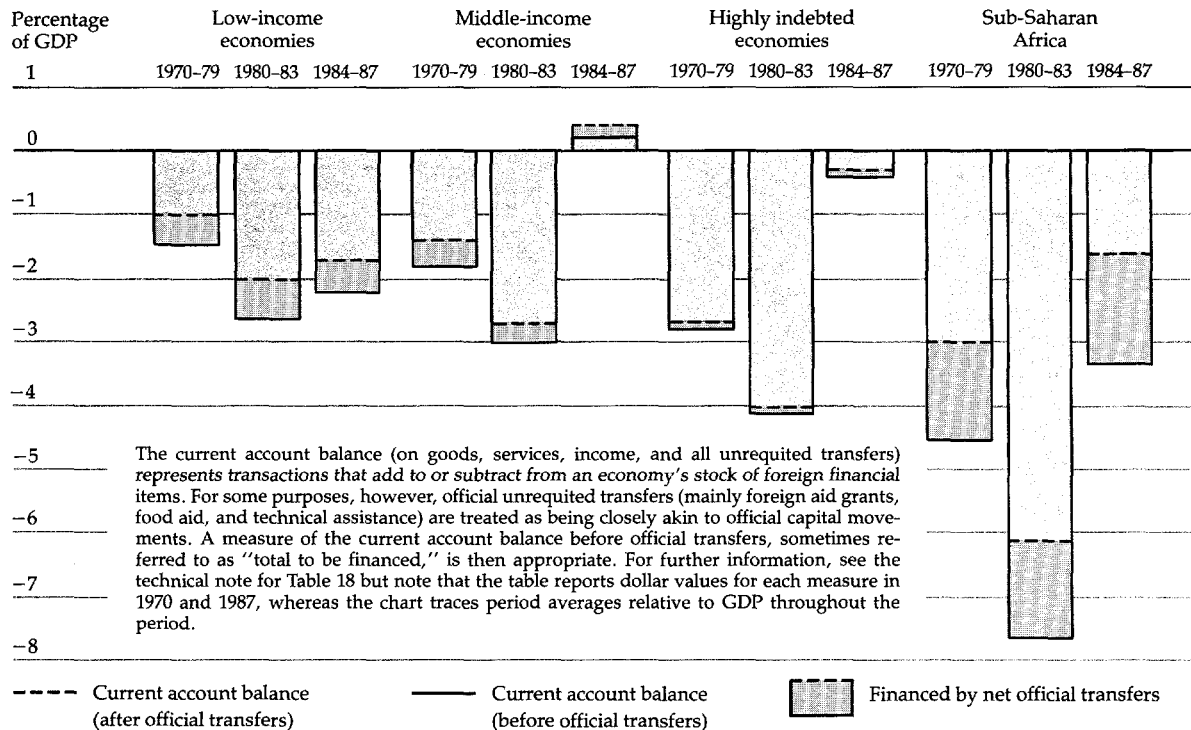 Percentage
of GDP
Low-income
economies
Middle-income
economies
Highly indebted
economies
Sub-Saharan
Africa
1970–79 1980–83 1984–87 1970–79 1980–83 1984–87 1970–79 1980–83 1984–87 1970–79 1980–83 1984–87
1
0
−1
−2
−3
−4
−5
−6
−7
−8
The current account balance (on goods, services, income, and all unrequited transfers)
represents transactions that add to or subtract from an economy's stock of foreign financial
items. For some purposes, however, official unrequited transfers (mainly foreign aid grants,
food aid, and technical assistance) are treated as being closely akin to official capital move-
ments. A measure of the current account balance before official transfers, sometimes re-
ferred to as "total to be financed," is then appropriate. For further information, see the
technical note for Table 18 but note that the table reports dollar values for each measure in
1970 and 1987, whereas the chart traces period averages relative to GDP throughout the
period.
Current account balance
(after official transfers)
Current account balance
(before official transfers)
Financed by net official transfers